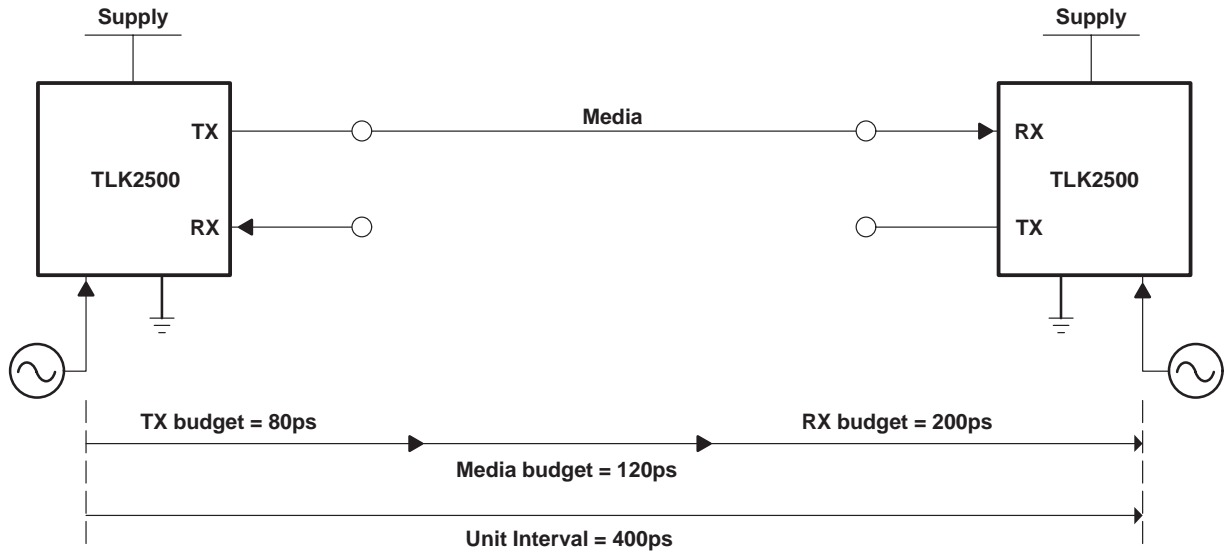 Supply
Supply
TX
Media
RX
TLK2500
TLK2500
RX
TX
TX budget = 80ps
RX budget = 200ps
Media budget = 120ps
Unit Interval = 400ps